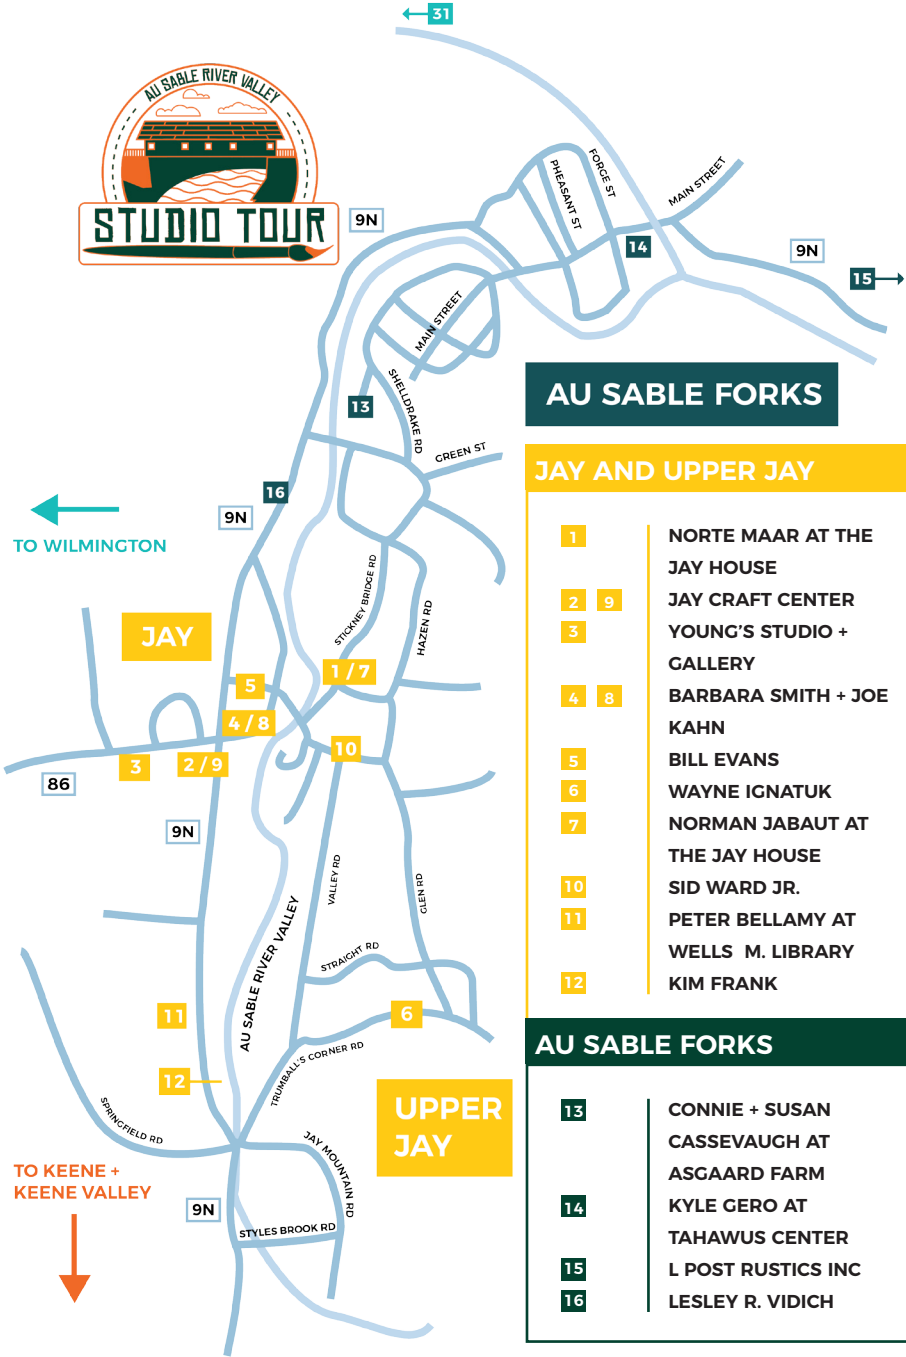 31
AU SABLE RIVER VALLEY
STUDIO TOUR
9N
PHEASANT ST
FORGE ST
MAIN STREET
14
9N
15
MAIN STREET
SHELLDRAKE RD
13
GREEN ST
16
9N
TO WILMINGTON
AU SABLE FORKS
JAY AND UPPER JAY
1 NORTE MAAR AT THE
JAY HOUSE
2 9 JAY CRAFT CENTER
3 YOUNG'S STUDIO +
GALLERY
4 8 BARBARA SMITH + JOE
KAHN
5 BILL EVANS
6 WAYNE IGNATUK
7 NORMAN JABAUT AT
THE JAY HOUSE
10 SID WARD JR.
11 PETER BELLAMY AT
WELLS M. LIBRARY
12 KIM FRANK
AU SABLE FORKS
13 CONNIE + SUSAN
CASSEVAUGH AT
ASGAARD FARM
14 KYLE GERO AT
TAHAWUS CENTER
15 L POST RUSTICS INC
16 LESLEY R. VIDICH
STICKNEY BRIDGE RD
HAZEN RD
JAY
1 / 7
5
4 / 8
10
3
2 / 9
86
9N
VALLEY RD
GLEN RD
AU SABLE RIVER VALLEY
STRAIGHT RD
11
6
12
TRUMBALL'S CORNER RD
UPPER
JAY
SPRINGFIELD RD
JAY MOUNTAIN RD
TO KEENE +
KEENE VALLEY
9N
STYLES BROOK RD